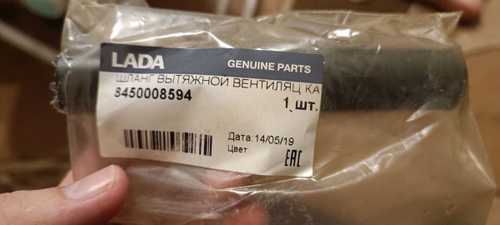 LADA GENUINE PARTS
ШЛАНГ ВЫТЯЖНОЙ ВЕНТИЛЯЦ КА
8450008594 1 шт.
Дата:14/05/19
Цвет
EAC